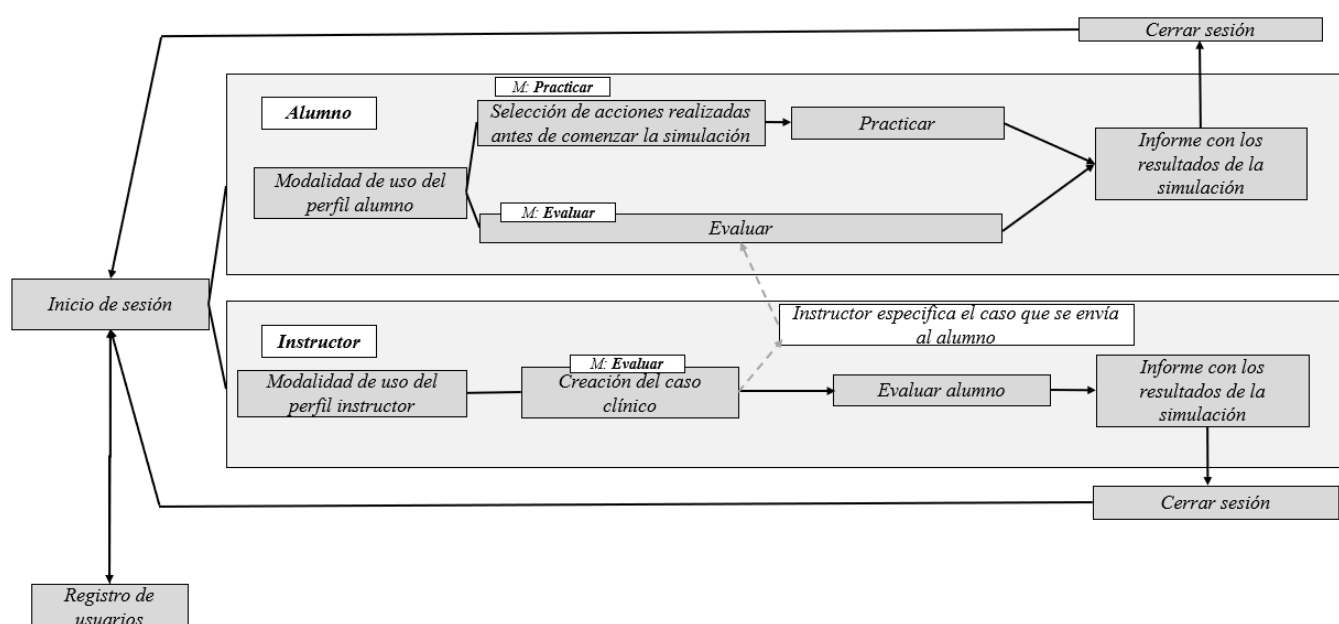 Cerrar sesión
M: Practicar
Alumno
Selección de acciones realizadas
antes de comenzar la simulación
Practicar
Informe con los
resultados de la
simulación
Modalidad de uso del
perfil alumno
M: Evaluar
Evaluar
Inicio de sesión
Instructor especifica el caso que se envía
al alumno
Instructor
M: Evaluar
Modalidad de uso del
perfil instructor
Creación del caso
clínico
Evaluar alumno
Informe con los
resultados de la
simulación
Cerrar sesión
Registro de
usuarios